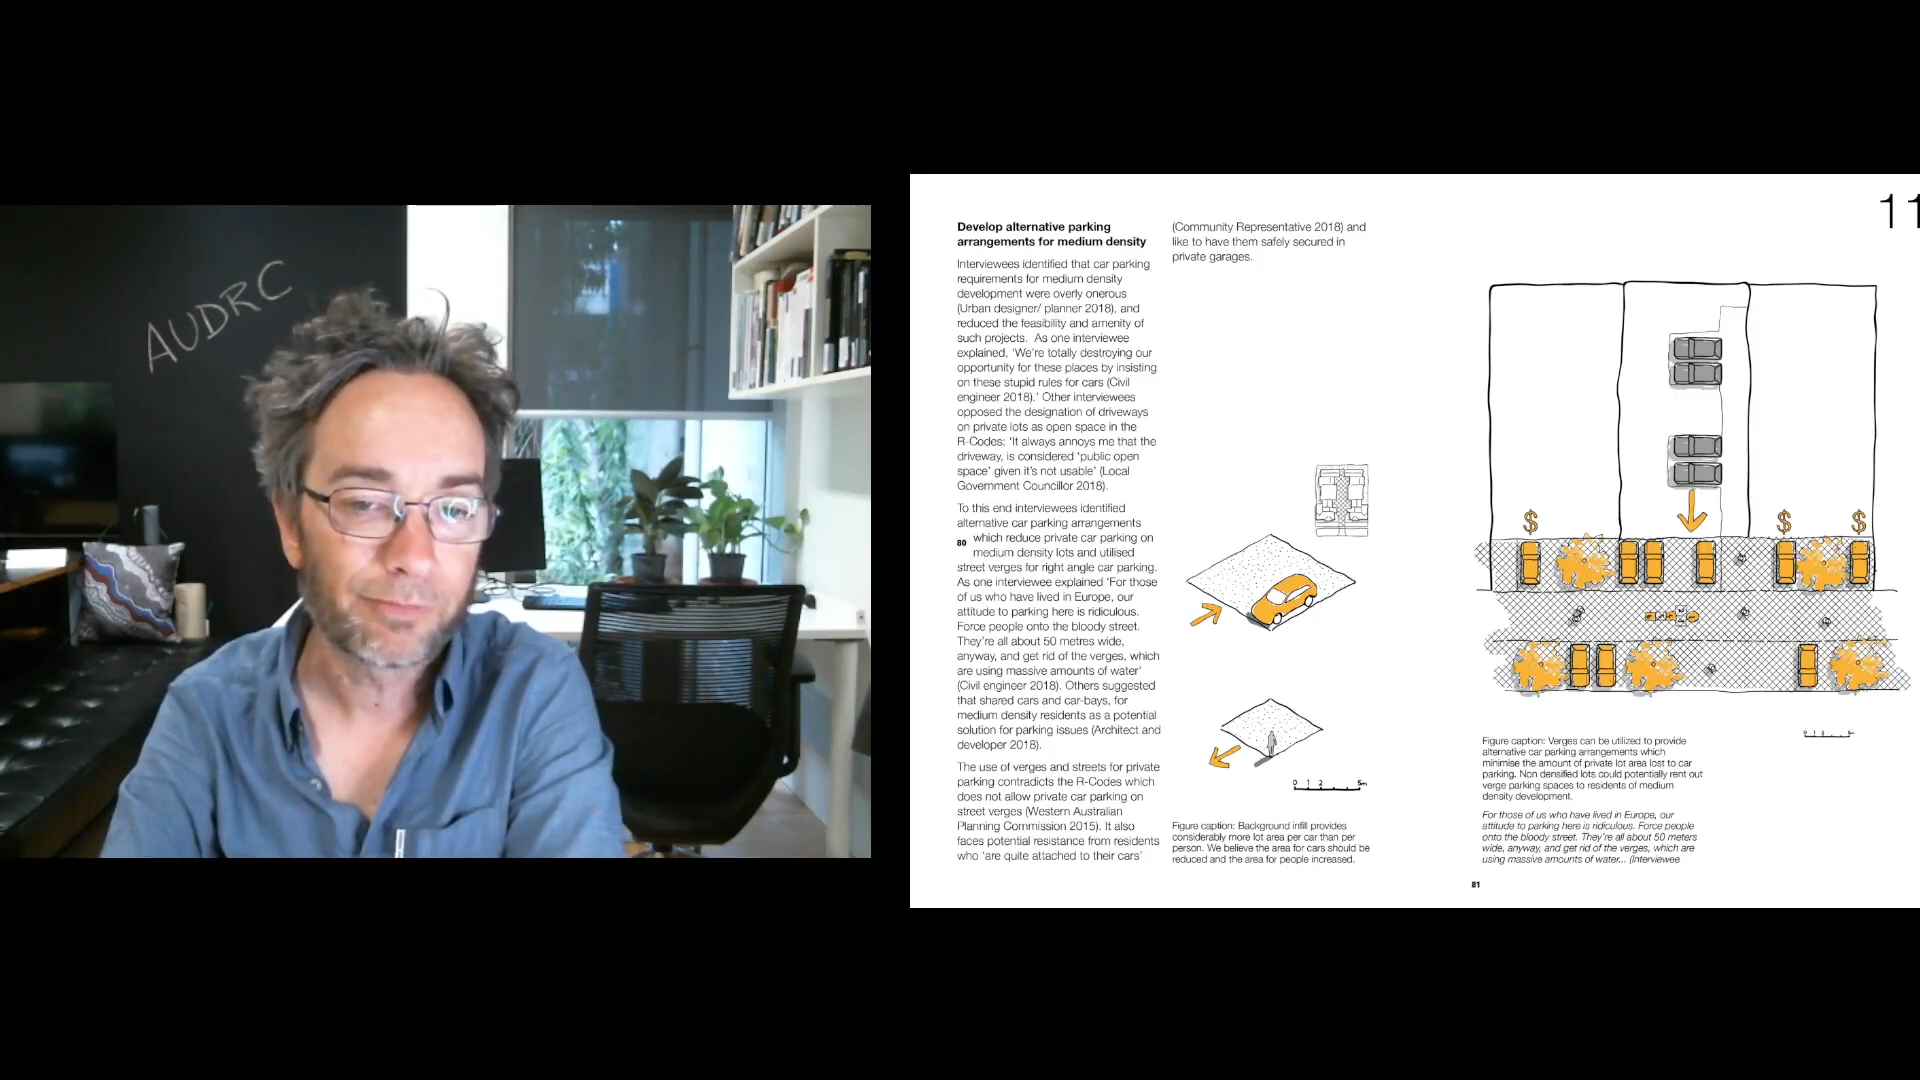 AUDRC
Develop alternative parking
arrangements for medium density
Interviewees identified that car parking
requirements for medium density
development were overly onerous
(Urban designer/ planner 2018), and
reduced the feasibility and amenity of
such projects.  As one interviewee
explained, ‘We’re totally destroying our
opportunity for these places by insisting
on these stupid rules for cars (Civil
engineer 2018).’ Other interviewees
opposed the designation of driveways
on private lots as open space in the
R-Codes: ‘It always annoys me that the
driveway, is considered ‘public open
space’ given it’s not usable’ (Local
Government Councillor 2018).
To this end interviewees identified
alternative car parking arrangements
which reduce private car parking on
80
medium density lots and utilised
street verges for right angle car parking.
As one interviewee explained ‘For those
of us who have lived in Europe, our
attitude to parking here is ridiculous.
Force people onto the bloody street.
They’re all about 50 metres wide,
anyway, and get rid of the verges, which
are using massive amounts of water’
(Civil engineer 2018). Others suggested
that shared cars and car-bays, for
medium density residents as a potential
solution for parking issues (Architect and
developer 2018).
The use of verges and streets for private
parking contradicts the R-Codes which
does not allow private car parking on
street verges (Western Australian
Planning Commission 2015). It also
faces potential resistance from residents
who ‘are quite attached to their cars’
(Community Representative 2018) and
like to have them safely secured in
private garages.
0 1 2 5m
Figure caption: Background infill provides
considerably more lot area per car than per
person. We believe the area for cars should be
reduced and the area for people increased.
11
$ $ $
Figure caption: Verges can be utilized to provide
alternative car parking arrangements which
minimise the amount of private lot area lost to car
parking. Non densified lots could potentially rent out
verge parking spaces to residents of medium
density development.
For those of us who have lived in Europe, our
attitude to parking here is ridiculous. Force people
onto the bloody street. They’re all about 50 meters
wide, anyway, and get rid of the verges, which are
using massive amounts of water... (Interviewee
81